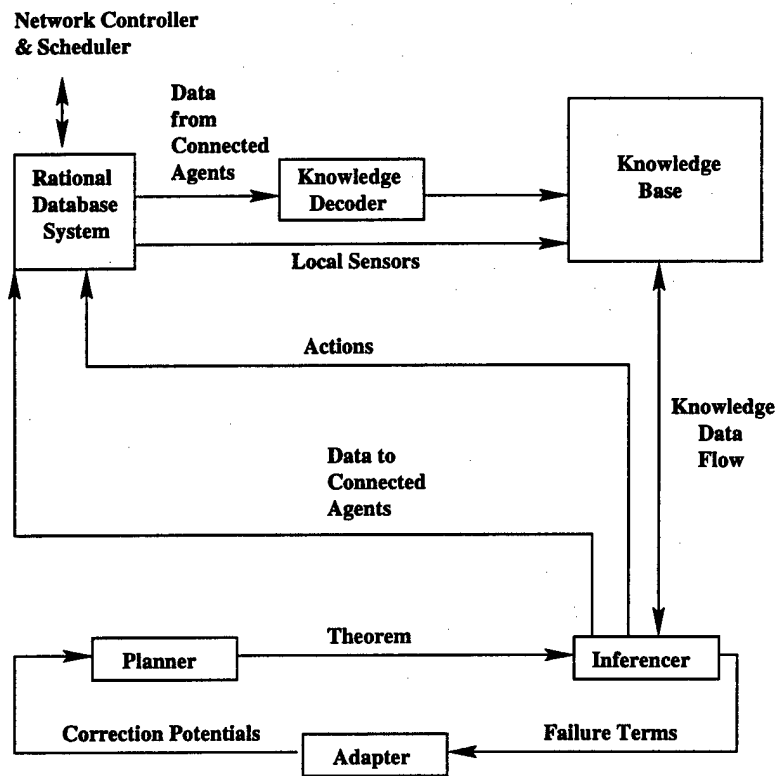 Network Controller
& Scheduler
Data
from
Connected
Agents
Rational
Database
System
Knowledge
Decoder
Knowledge
Base
Local Sensors
Actions
Knowledge
Data
Flow
Data to
Connected
Agents
Theorem
Planner
Inferencer
Correction Potentials
Failure Terms
Adapter